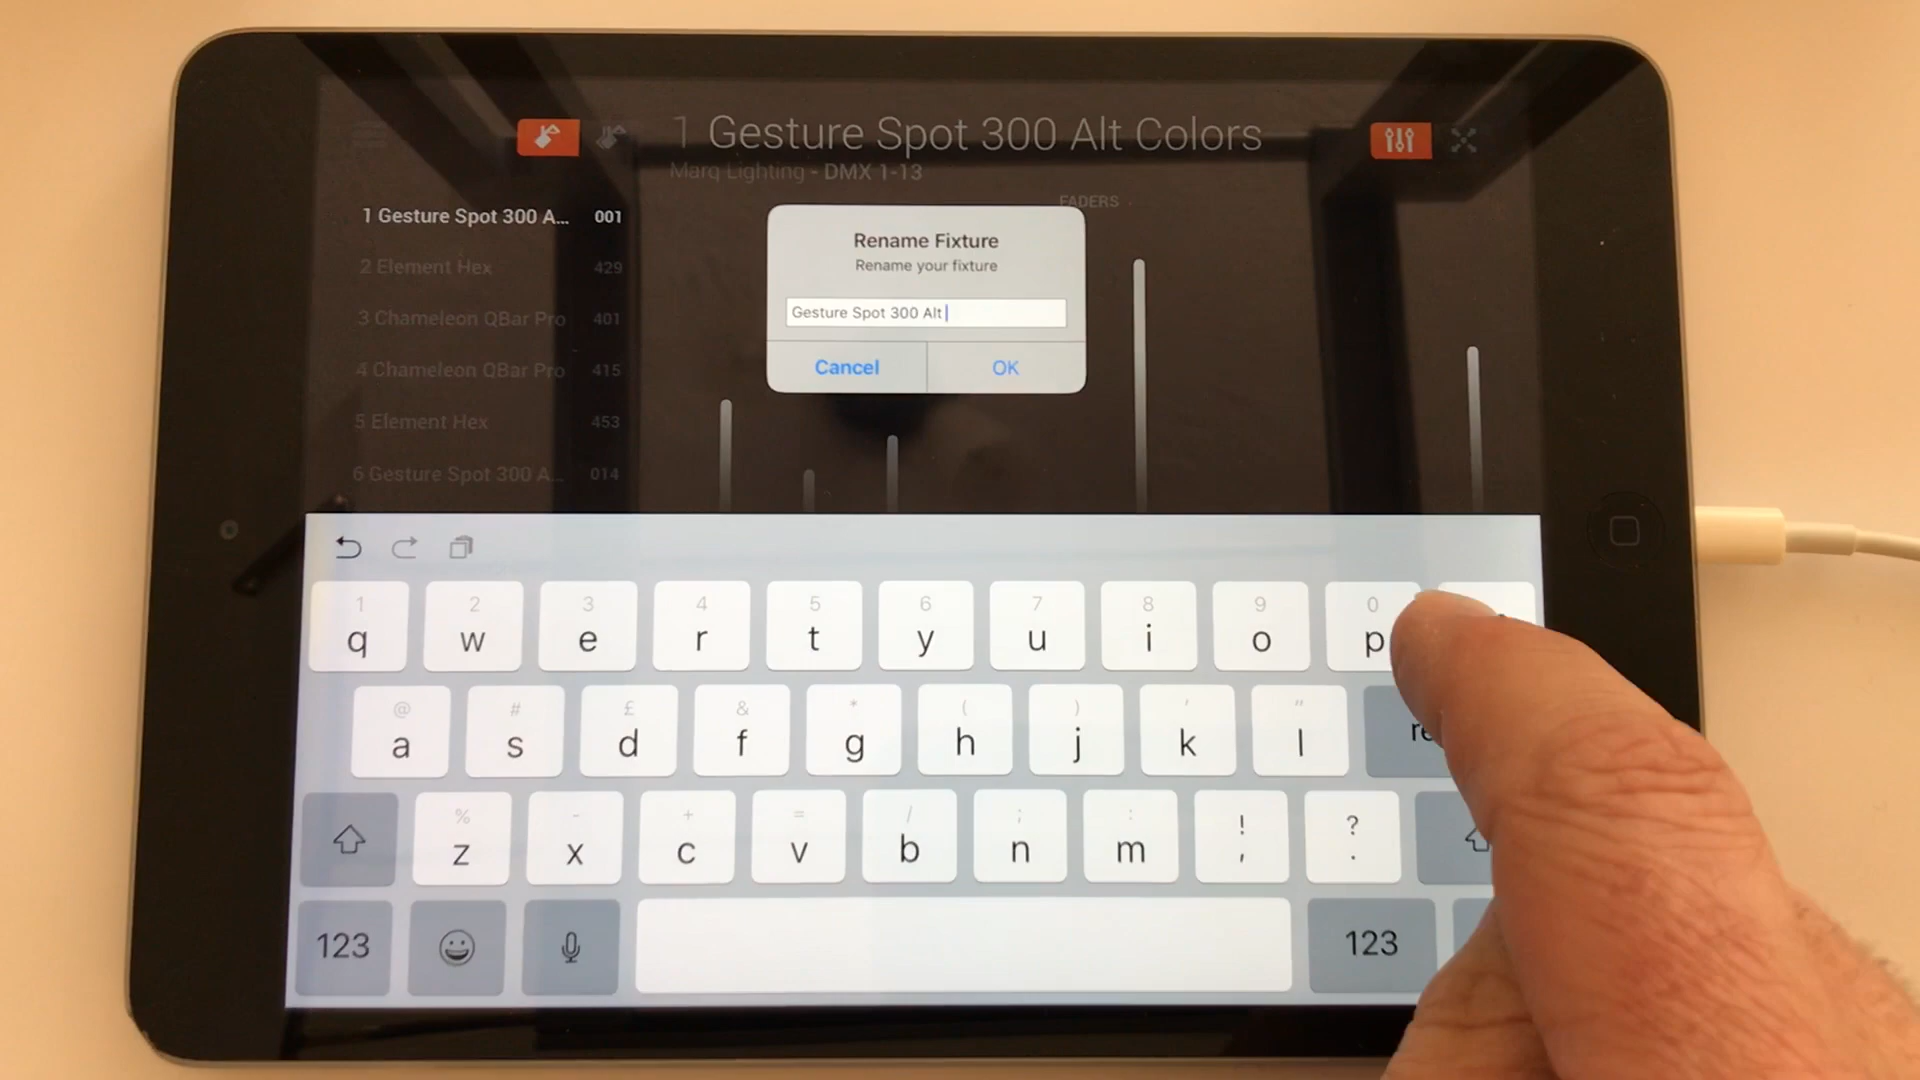 1 Gesture Spot 300 Alt Colors
Marq Lighting - DMX 1-13
FADERS
1 Gesture Spot 300 A... 001
2 Element Hex 429
3 Chameleon QBar Pro 401
4 Chameleon QBar Pro 415
5 Element Hex 453
6 Gesture Spot 300 A... 014
Rename Fixture
Rename your fixture
Gesture Spot 300 Alt
Cancel OK
1 2 3 4 5 6 7 8 9 0
q w e r t y u i o p
@ # £ & * ( ) ' "
a s d f g h j k l re
% - + = / ; : ! ?
z x c v b n m , .
123 123